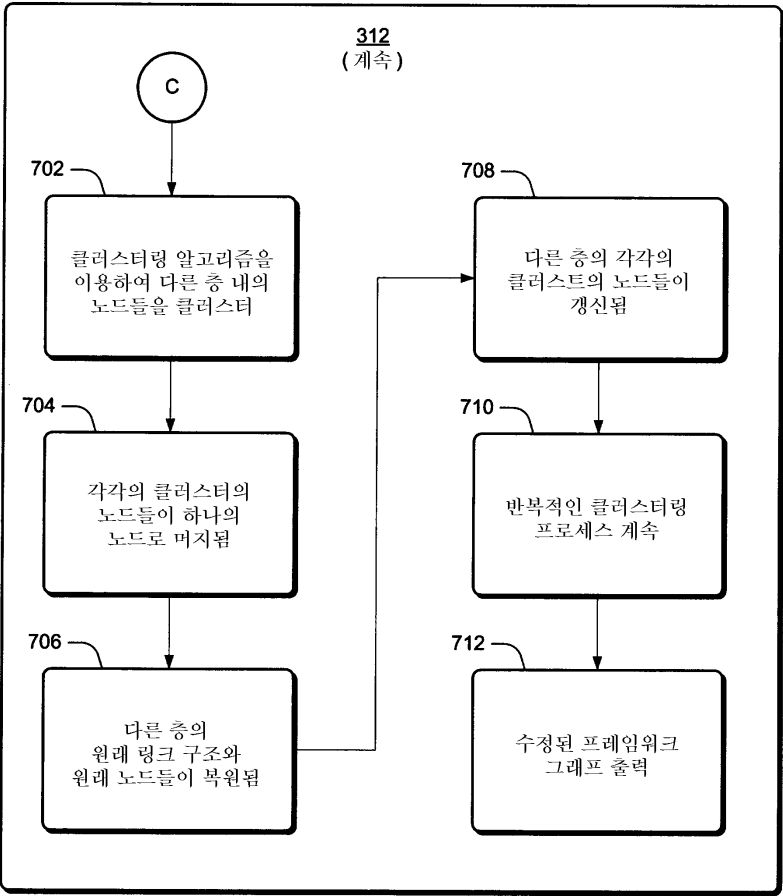 312
(계속)
C
702
클러스터링 알고리즘을
이용하여 다른 층 내의
노드들을 클러스터
704
각각의 클러스터의
노드들이 하나의
노드로 머지됨
706
다른 층의
원래 링크 구조와
원래 노드들이 복원됨
708
다른 층의 각각의
클러스트의 노드들이
갱신됨
710
반복적인 클러스터링
프로세스 계속
712
수정된 프레임워크
그래프 출력